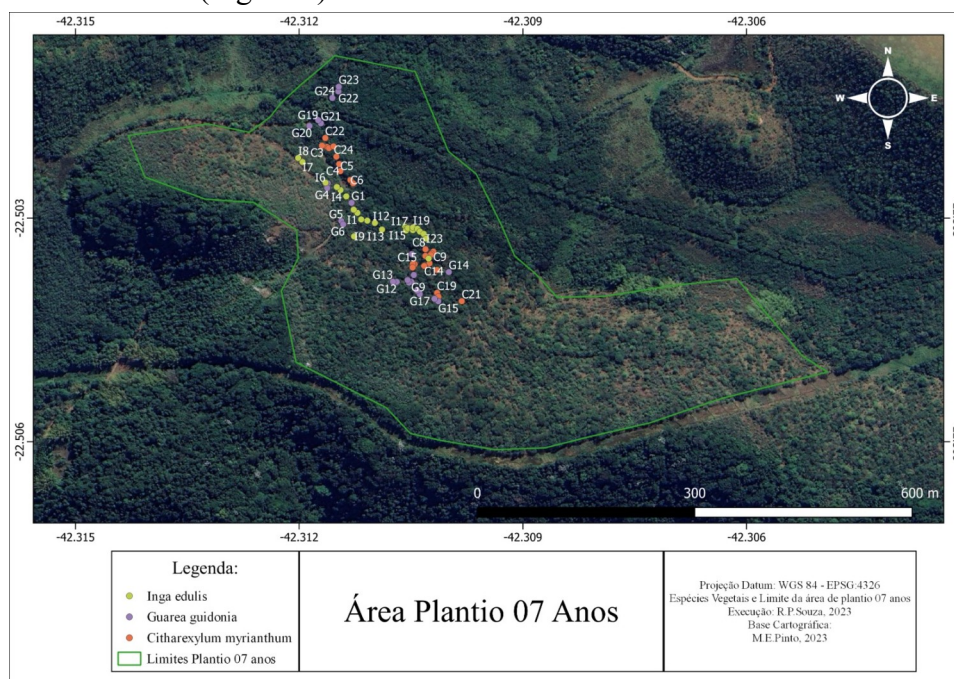 -42.315
-42.312
-42.309
-42.306
N
W E
S
G23
G24
G22
G19 G21
G20
C22
I8 C3 C24
I7
C4 C5
I6 C6
G4 I4 G1
G5 I1 I12 I17 I19
G6 I9 I13 I15 I23
C8
C15 C9
C14 G14
G13
G12 G9 C19
G17 G15 C21
-22.503
-22.506
0 300 600 m
-42.315
-42.312
-42.309
-42.306
Legenda:
Inga edulis
Guarea guidonia
Citharexylum myrianthum
Limites Plantio 07 anos
Área Plantio 07 Anos
Projeção Datum: WGS 84 - EPSG:4326
Espécies Vegetais e Limite da área de plantio 07 anos
Execução: R.P.Souza, 2023
Base Cartográfica:
M.E.Pinto, 2023